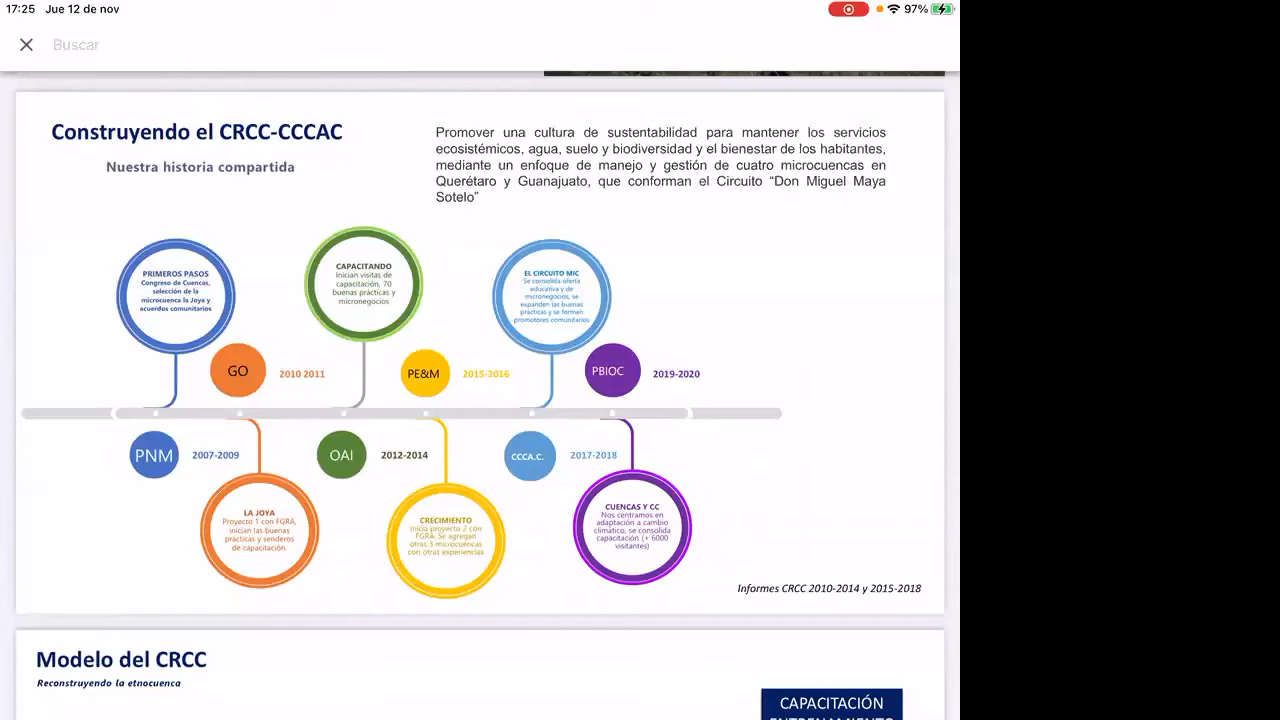 17:25 Jue 12 de nov
97%
Buscar
Construyendo el CRCC-CCCAC
Nuestra historia compartida
Promover una cultura de sustentabilidad para mantener los servicios
ecosistémicos, agua, suelo y biodiversidad y el bienestar de los habitantes,
mediante un enfoque de manejo y gestión de cuatro microcuencas en
Querétaro y Guanajuato, que conforman el Circuito “Don Miguel Maya
Sotelo”
PRIMEROS PASOS
Congreso de Cuencas,
selección de la
microcuenca la Joya y
acuerdos comunitarios
CAPACITANDO
Inician visitas de
capacitación, 70
buenas prácticas y
micronegocios
EL CIRCUITO MIC
Se consolida oferta
educativa y de
micronegocios, se
expanden las buenas
prácticas y se forman
promotores comunitarios
GO
2010 2011
PE&M
2015-2016
PBIOC
2019-2020
PNM
2007-2009
OAI
2012-2014
CCCA.C.
2017-2018
LA JOYA
Proyecto 1 con FGRA,
inician las buenas
prácticas y senderos
de capacitación.
CRECIMIENTO
Inicia proyecto 2 con
FGRA. Se agregan
otras 3 microcuencas
con otras experiencias
CUENCAS Y CC
Nos centramos en
adaptación a cambio
climático, se consolida
capacitación (+ 6000
visitantes)
Informes CRCC 2010-2014 y 2015-2018
Modelo del CRCC
Reconstruyendo la etnocuenca
CAPACITACIÓN
ENTRENAMIENTO